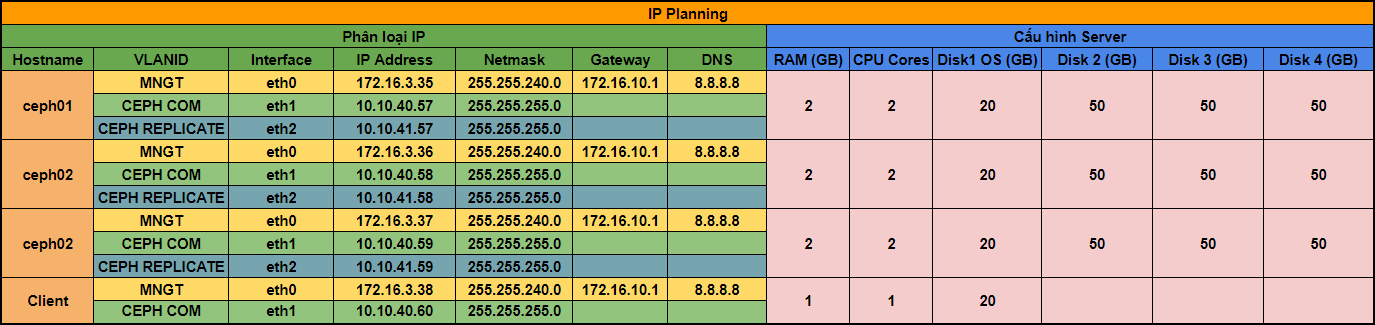 IP Planning
Phân loại IP Cấu hình Server
Hostname VLANID Interface IP Address Netmask Gateway DNS RAM (GB) CPU Cores Disk1 OS (GB) Disk 2 (GB) Disk 3 (GB) Disk 4 (GB)
MNGT eth0 172.16.3.35 255.255.240.0 172.16.10.1 8.8.8.8
ceph01 CEPH COM eth1 10.10.40.57 255.255.255.0 2 2 20 50 50 50
CEPH REPLICATE eth2 10.10.41.57 255.255.255.0
MNGT eth0 172.16.3.36 255.255.240.0 172.16.10.1 8.8.8.8
ceph02 CEPH COM eth1 10.10.40.58 255.255.255.0 2 2 20 50 50 50
CEPH REPLICATE eth2 10.10.41.58 255.255.255.0
MNGT eth0 172.16.3.37 255.255.240.0 172.16.10.1 8.8.8.8
ceph02 CEPH COM eth1 10.10.40.59 255.255.255.0 2 2 20 50 50 50
CEPH REPLICATE eth2 10.10.41.59 255.255.255.0
MNGT eth0 172.16.3.38 255.255.240.0 172.16.10.1 8.8.8.8
Client 1 1 20
CEPH COM eth1 10.10.40.60 255.255.255.0